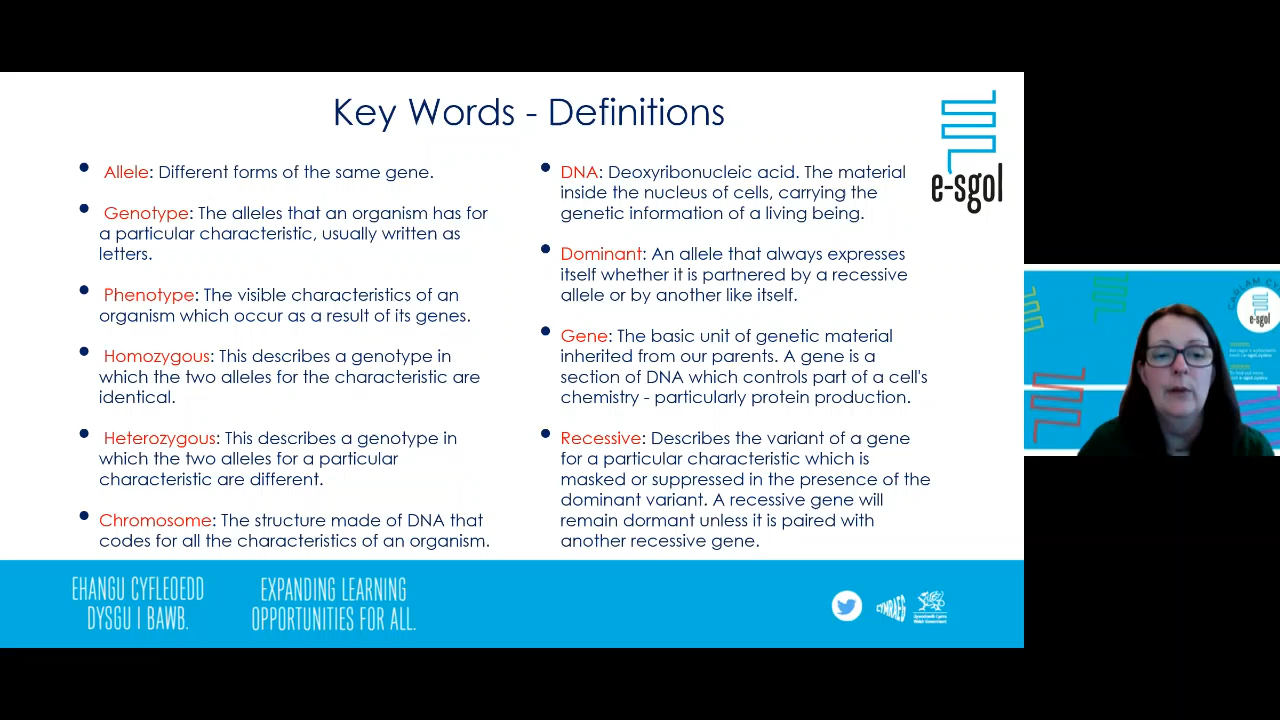 Key Words - Definitions
e-sgol
Allele: Different forms of the same gene.
Genotype: The alleles that an organism has for
a particular characteristic, usually written as
letters.
Phenotype: The visible characteristics of an
organism which occur as a result of its genes.
Homozygous: This describes a genotype in
which the two alleles for the characteristic are
identical.
Heterozygous: This describes a genotype in
which the two alleles for a particular
characteristic are different.
Chromosome: The structure made of DNA that
codes for all the characteristics of an organism.
DNA: Deoxyribonucleic acid. The material
inside the nucleus of cells, carrying the
genetic information of a living being.
Dominant: An allele that always expresses
itself whether it is partnered by a recessive
allele or by another like itself.
Gene: The basic unit of genetic material
inherited from our parents. A gene is a
section of DNA which controls part of a cell's
chemistry - particularly protein production.
Recessive: Describes the variant of a gene
for a particular characteristic which is
masked or suppressed in the presence of the
dominant variant. A recessive gene will
remain dormant unless it is paired with
another recessive gene.
EHANGU CYFLEOEDD
DYSGU I BAWB.
EXPANDING LEARNING
OPPORTUNITIES FOR ALL.
CYMRAEG
Llywodraeth Cymru
Welsh Government
e-sgol